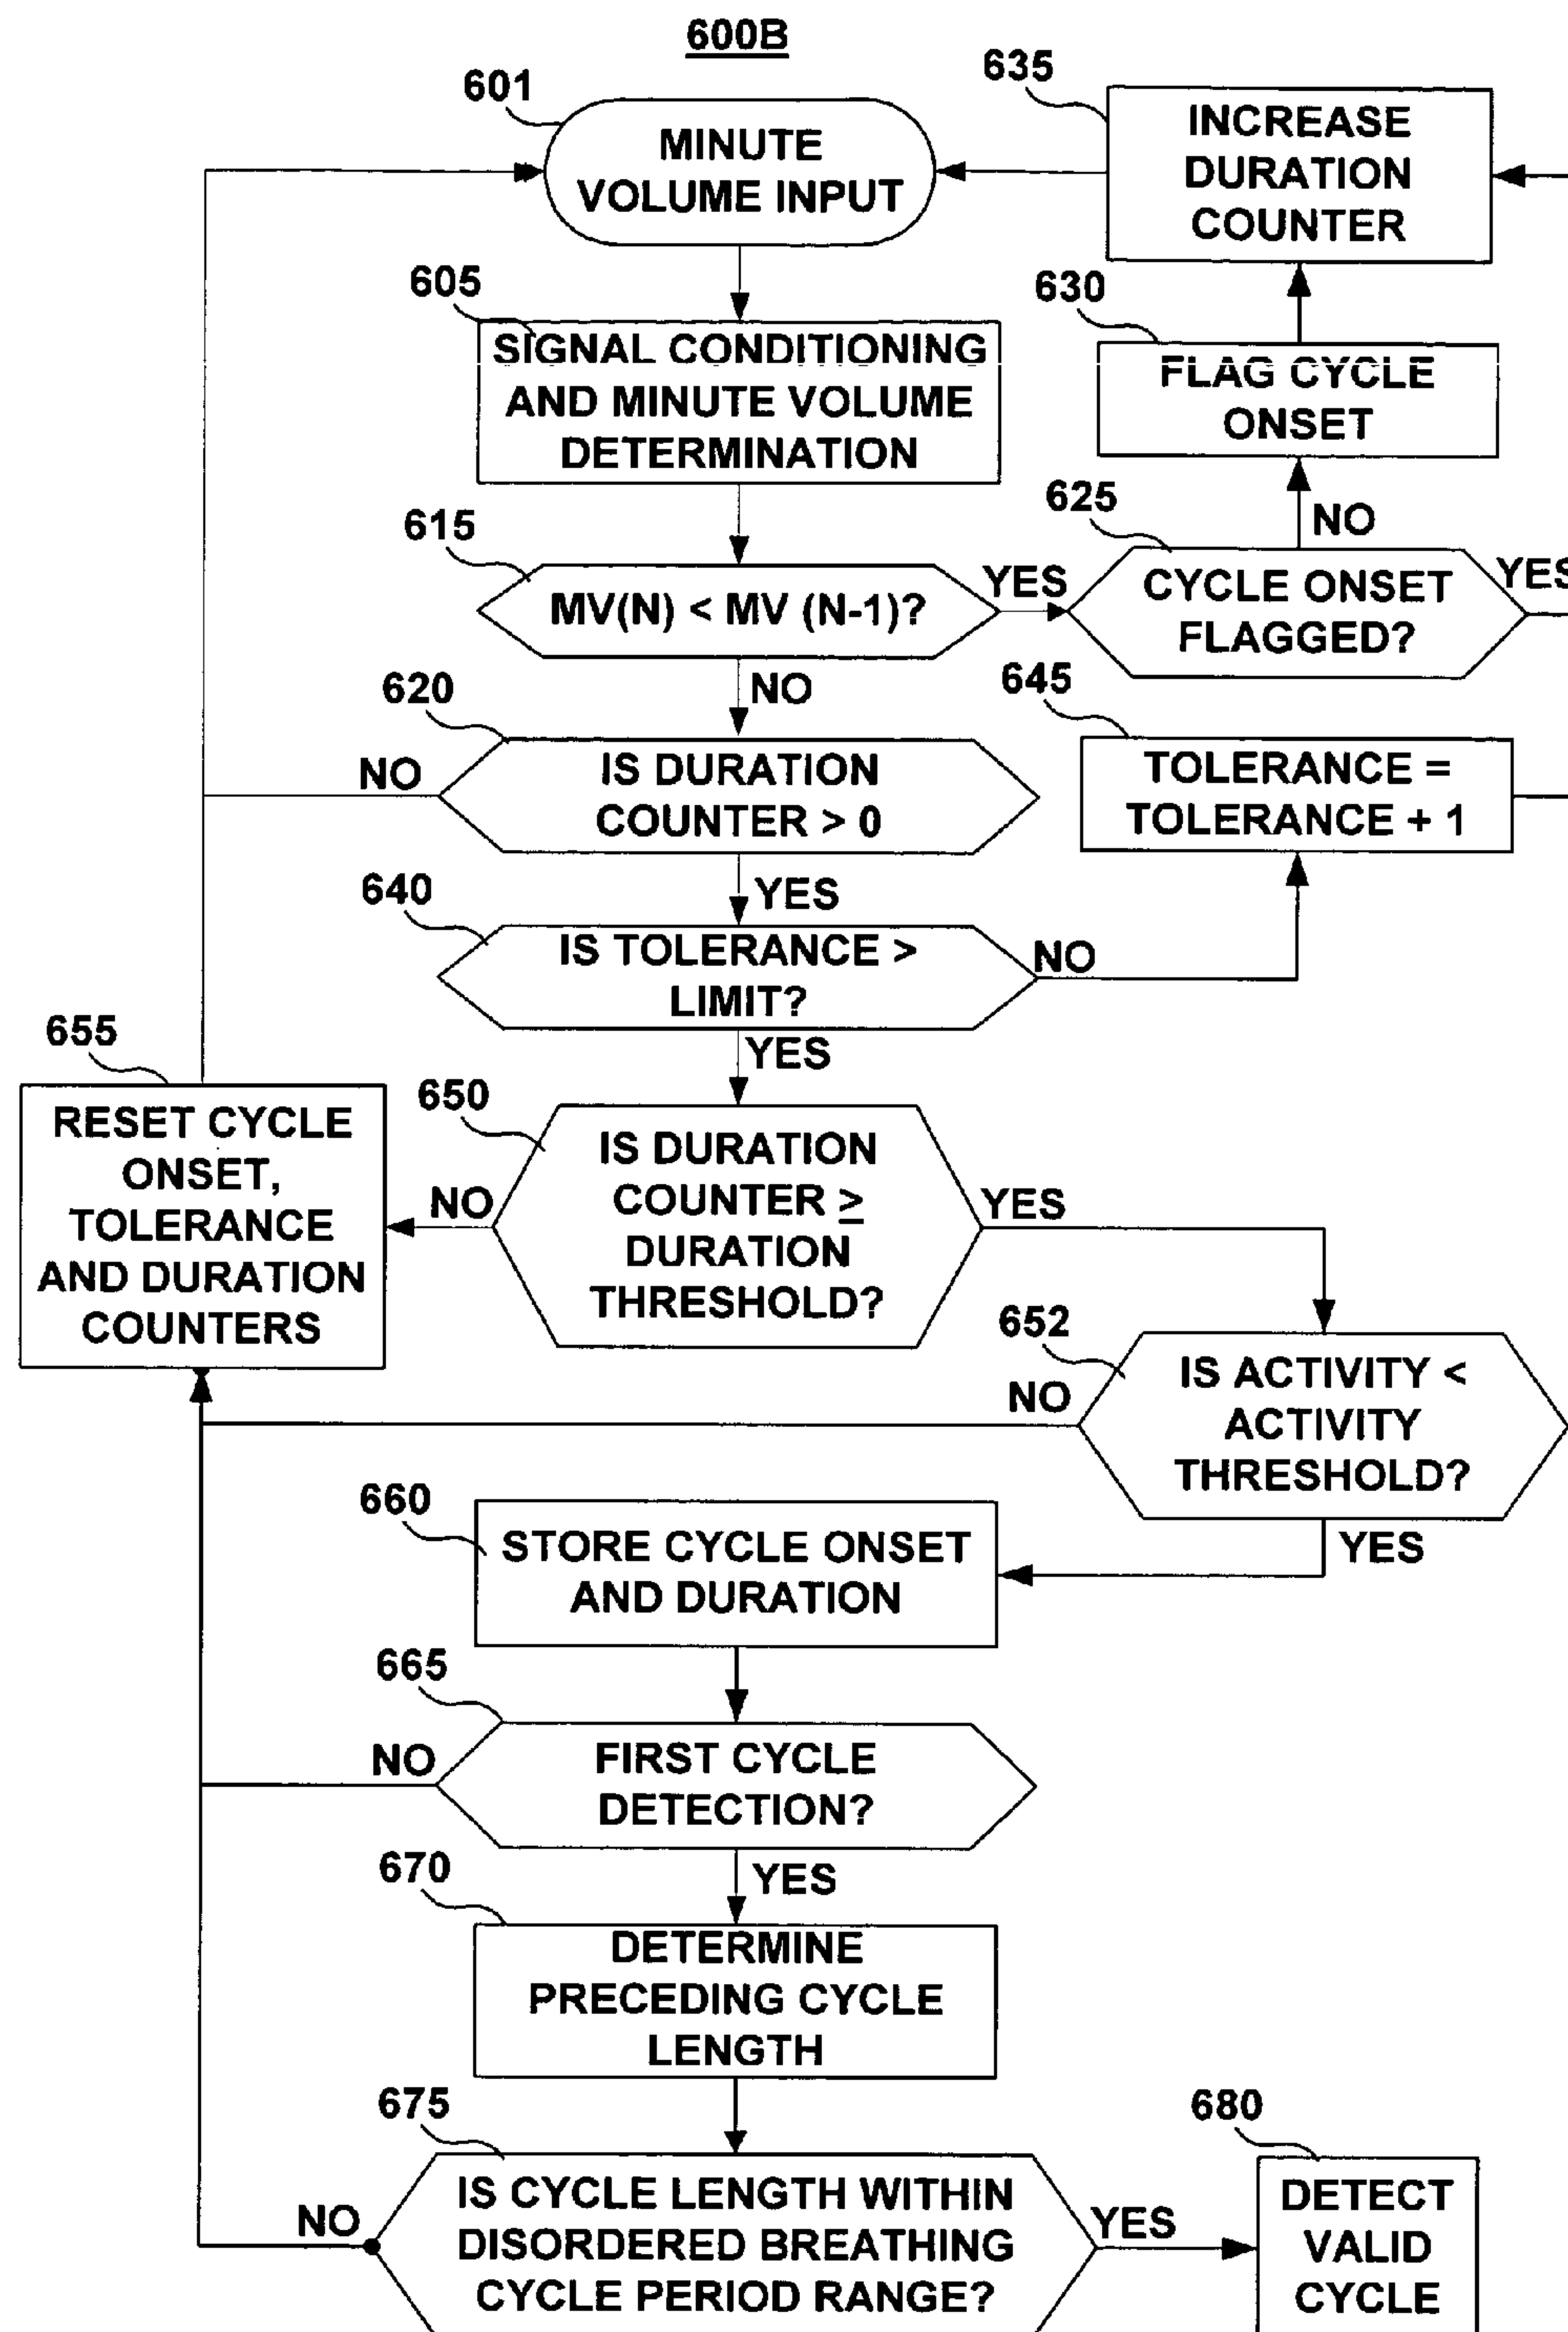 600B
601
MINUTE
VOLUME INPUT
635
INCREASE
DURATION
COUNTER
605
SIGNAL CONDITIONING
AND MINUTE VOLUME
DETERMINATION
630
FLAG CYCLE
ONSET
615
MV(N) < MV (N-1)?
YES
625
NO
CYCLE ONSET
FLAGGED?
YES
NO
620
IS DURATION
COUNTER > 0
NO
645
TOLERANCE =
TOLERANCE + 1
YES
640
IS TOLERANCE >
LIMIT?
NO
YES
655
RESET CYCLE
ONSET,
TOLERANCE
AND DURATION
COUNTERS
650
IS DURATION
COUNTER ≥
DURATION
THRESHOLD?
NO
YES
652
IS ACTIVITY <
ACTIVITY
THRESHOLD?
NO
YES
660
STORE CYCLE ONSET
AND DURATION
665
FIRST CYCLE
DETECTION?
NO
YES
670
DETERMINE
PRECEDING CYCLE
LENGTH
675
IS CYCLE LENGTH WITHIN
DISORDERED BREATHING
CYCLE PERIOD RANGE?
NO
YES
680
DETECT
VALID
CYCLE